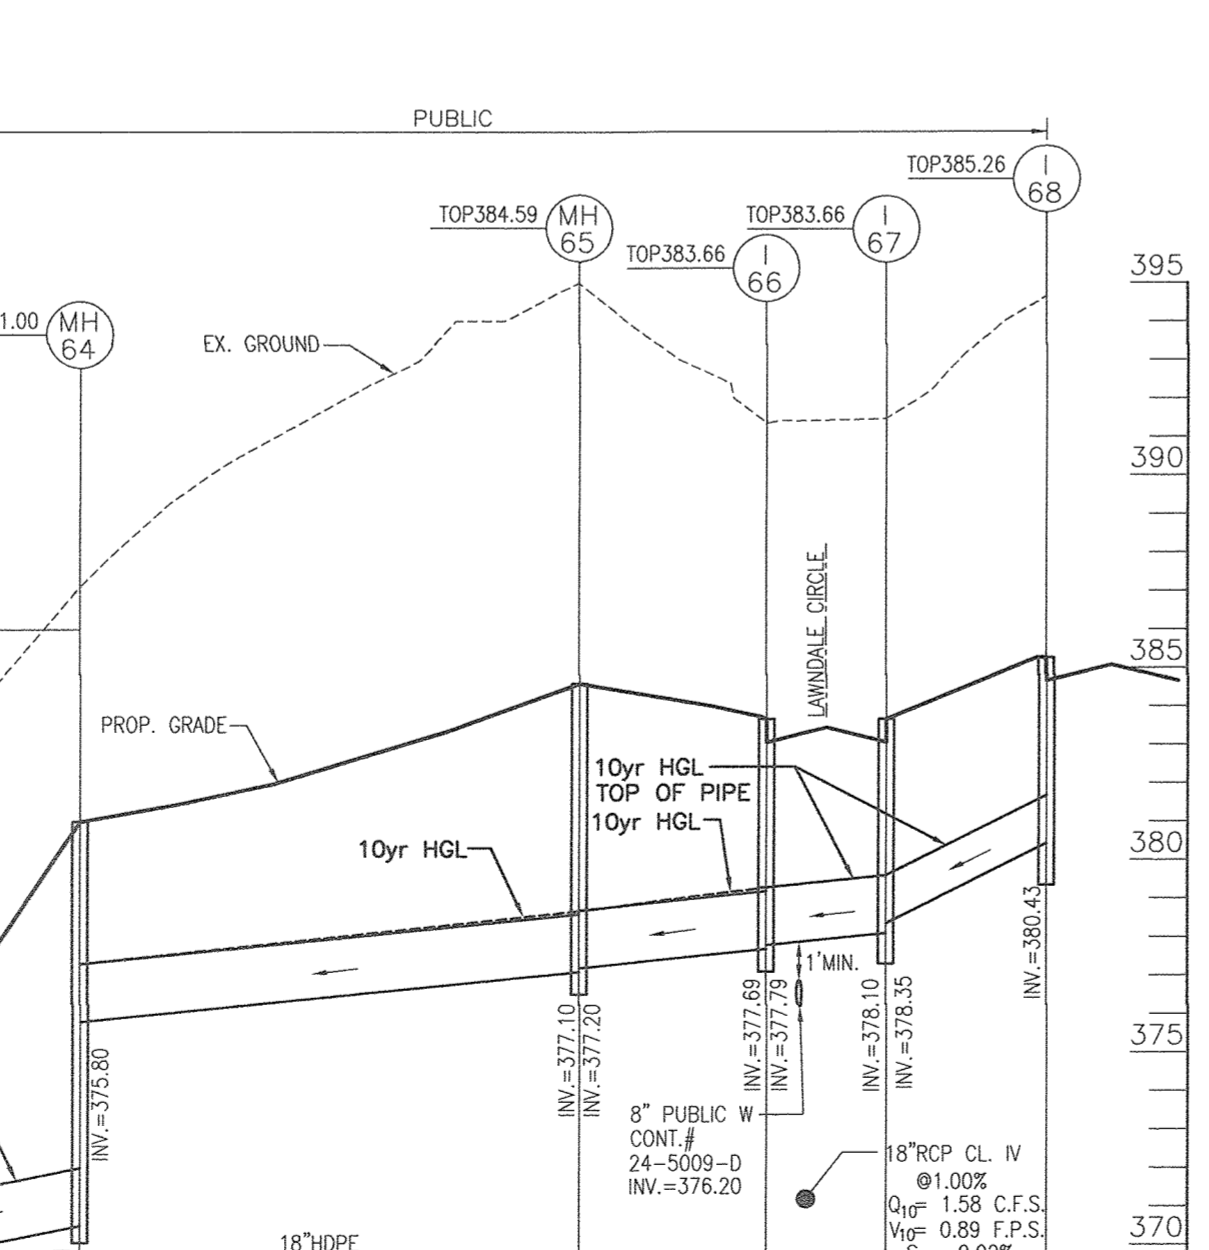 PUBLIC
TOP385.26
I
68
TOP384.59
MH
65
TOP383.66
I
67
TOP383.66
I
66
395
1.00
MH
64
EX. GROUND
390
LAWNDALE CIRCLE
385
PROP. GRADE
10yr HGL
TOP OF PIPE
10yr HGL
10yr HGL
380
1'MIN.
INV.=380.43
INV.=377.69
INV.=377.79
INV.=378.10
INV.=378.35
INV.=377.10
INV.=377.20
INV.=375.80
375
8" PUBLIC W
CONT.#
24-5009-D
INV.=376.20
18"RCP CL. IV
@1.00%
Q10= 1.58 C.F.S.
V10= 0.89 F.P.S.
370
18"HDPE